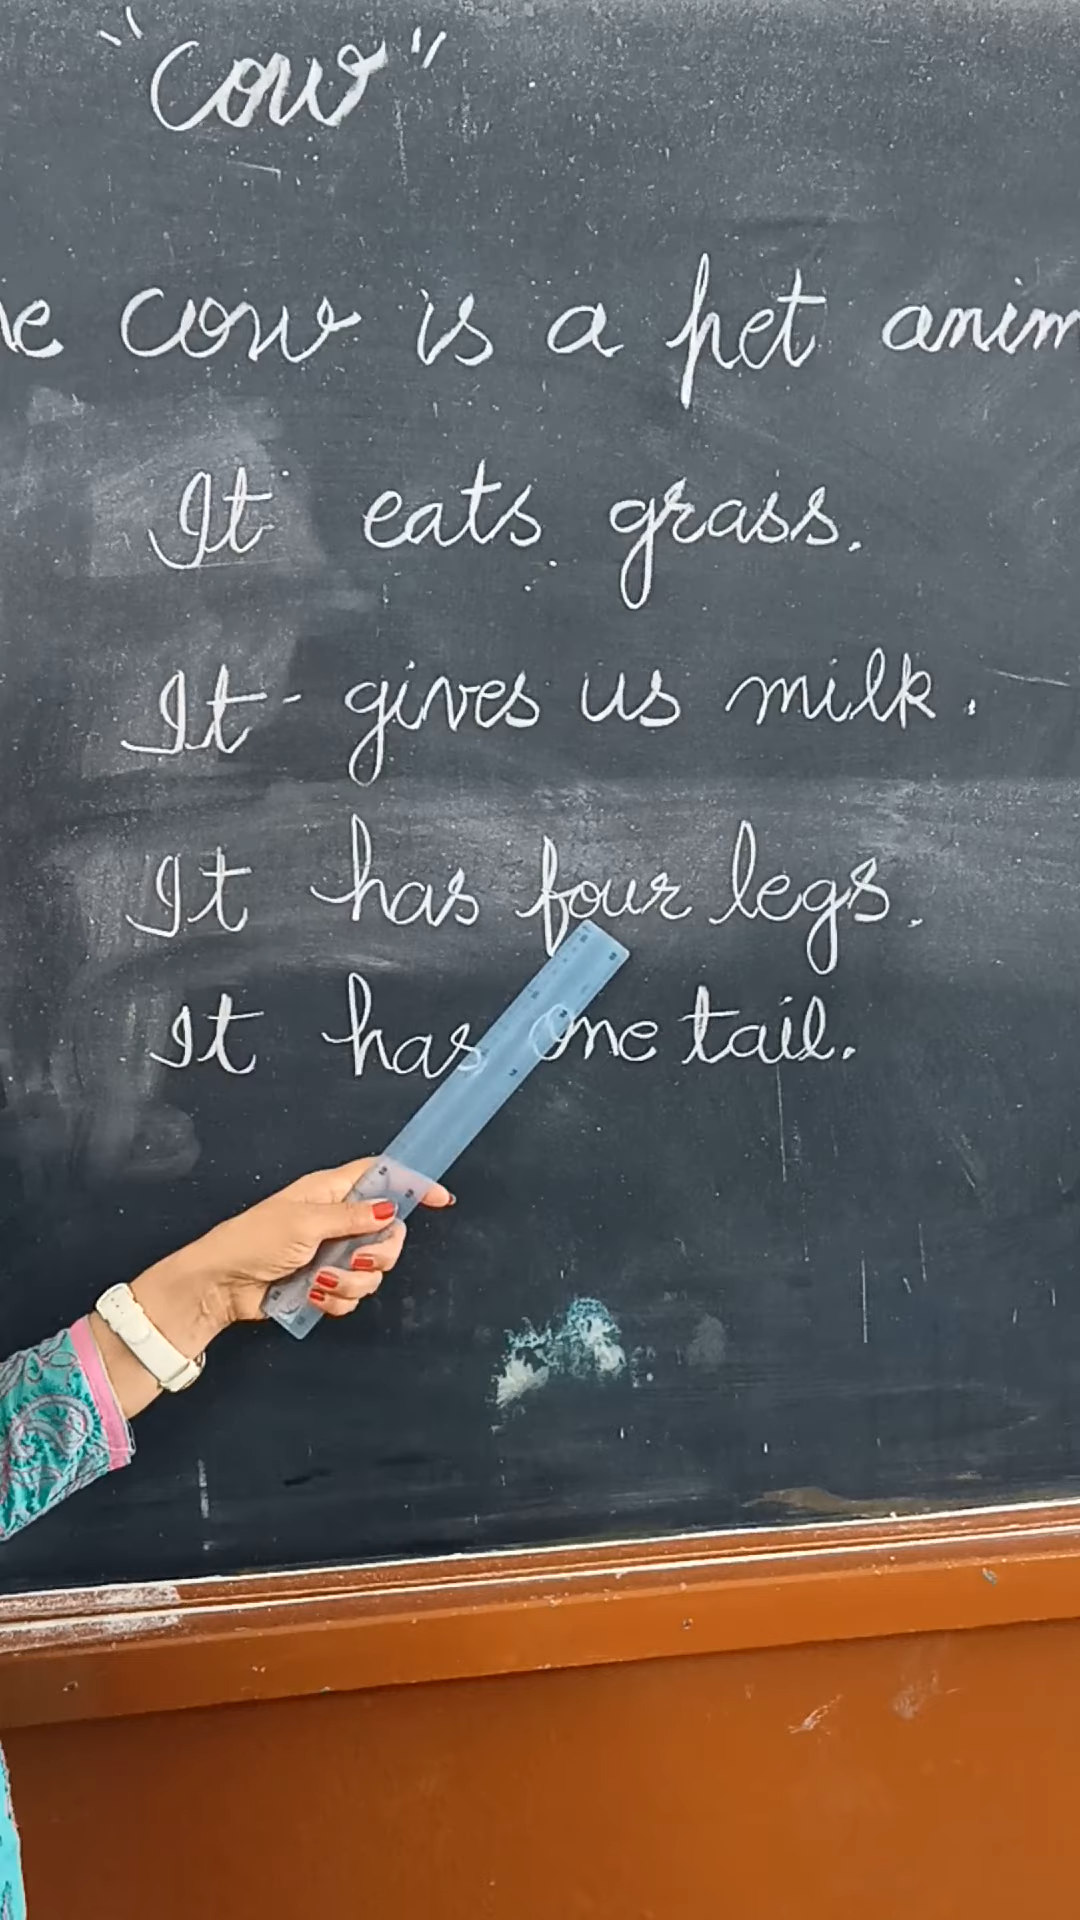 "Cow"
he cow is a pet anim
It eats grass.
It gives us milk.
It has four legs.
It has one tail.